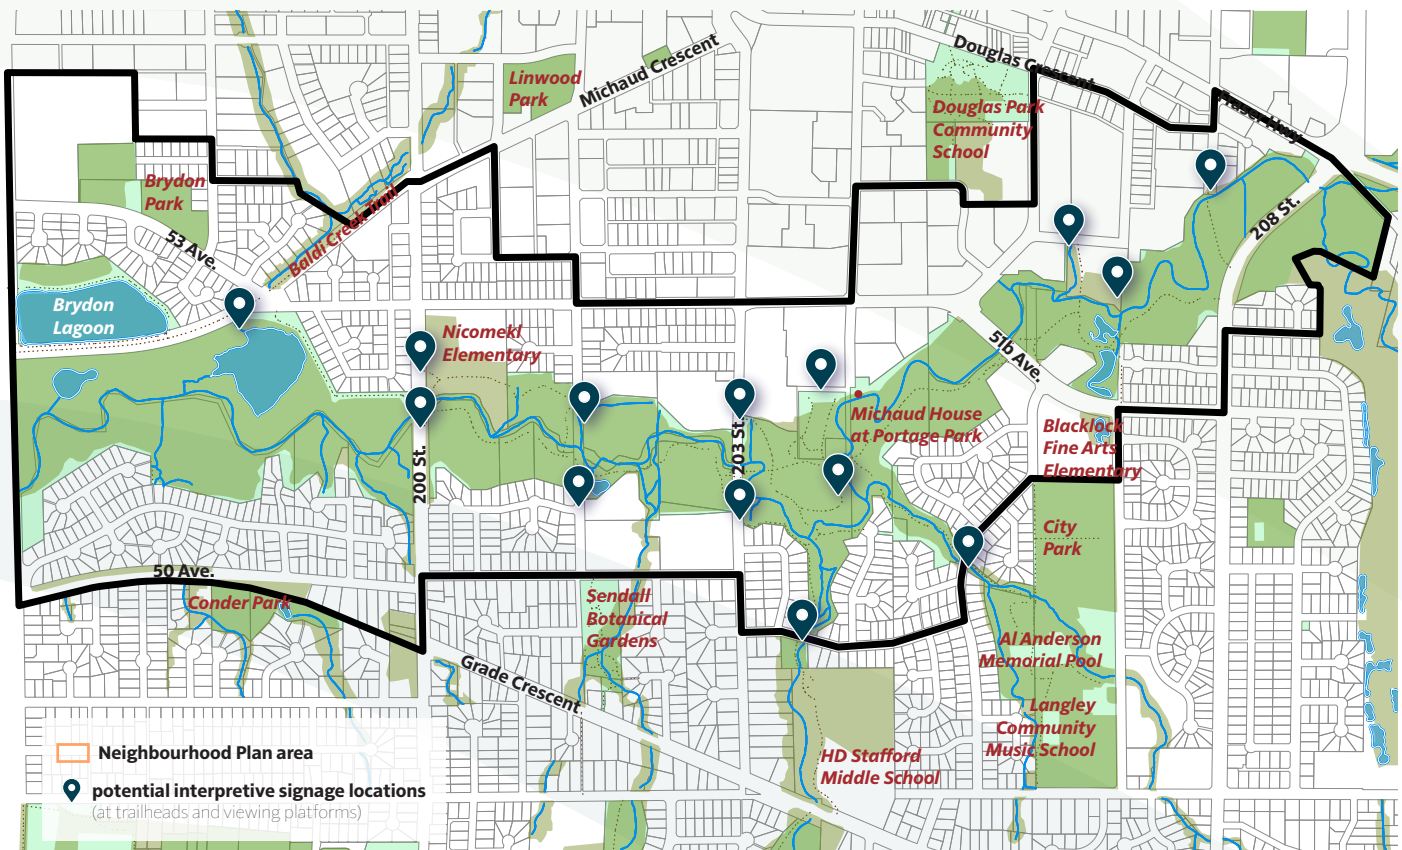 Douglas Crescent
Michaud Crescent
Linwood
Park
Fraser Hwy
Douglas Park
Community
School
Brydon
Park
208 St.
53 Ave.
Baldi Creek Trail
Brydon
Lagoon
Nicomekl
Elementary
51b Ave.
Michaud House
at Portage Park
Blacklock
Fine Arts
Elementary
200 St.
203 St.
City
Park
50 Ave.
Conder Park
Sendall
Botanical
Gardens
Al Anderson
Memorial Pool
Grade Crescent
Langley
Community
Music School
HD Stafford
Middle School
Neighbourhood Plan area
potential interpretive signage locations
(at trailheads and viewing platforms)